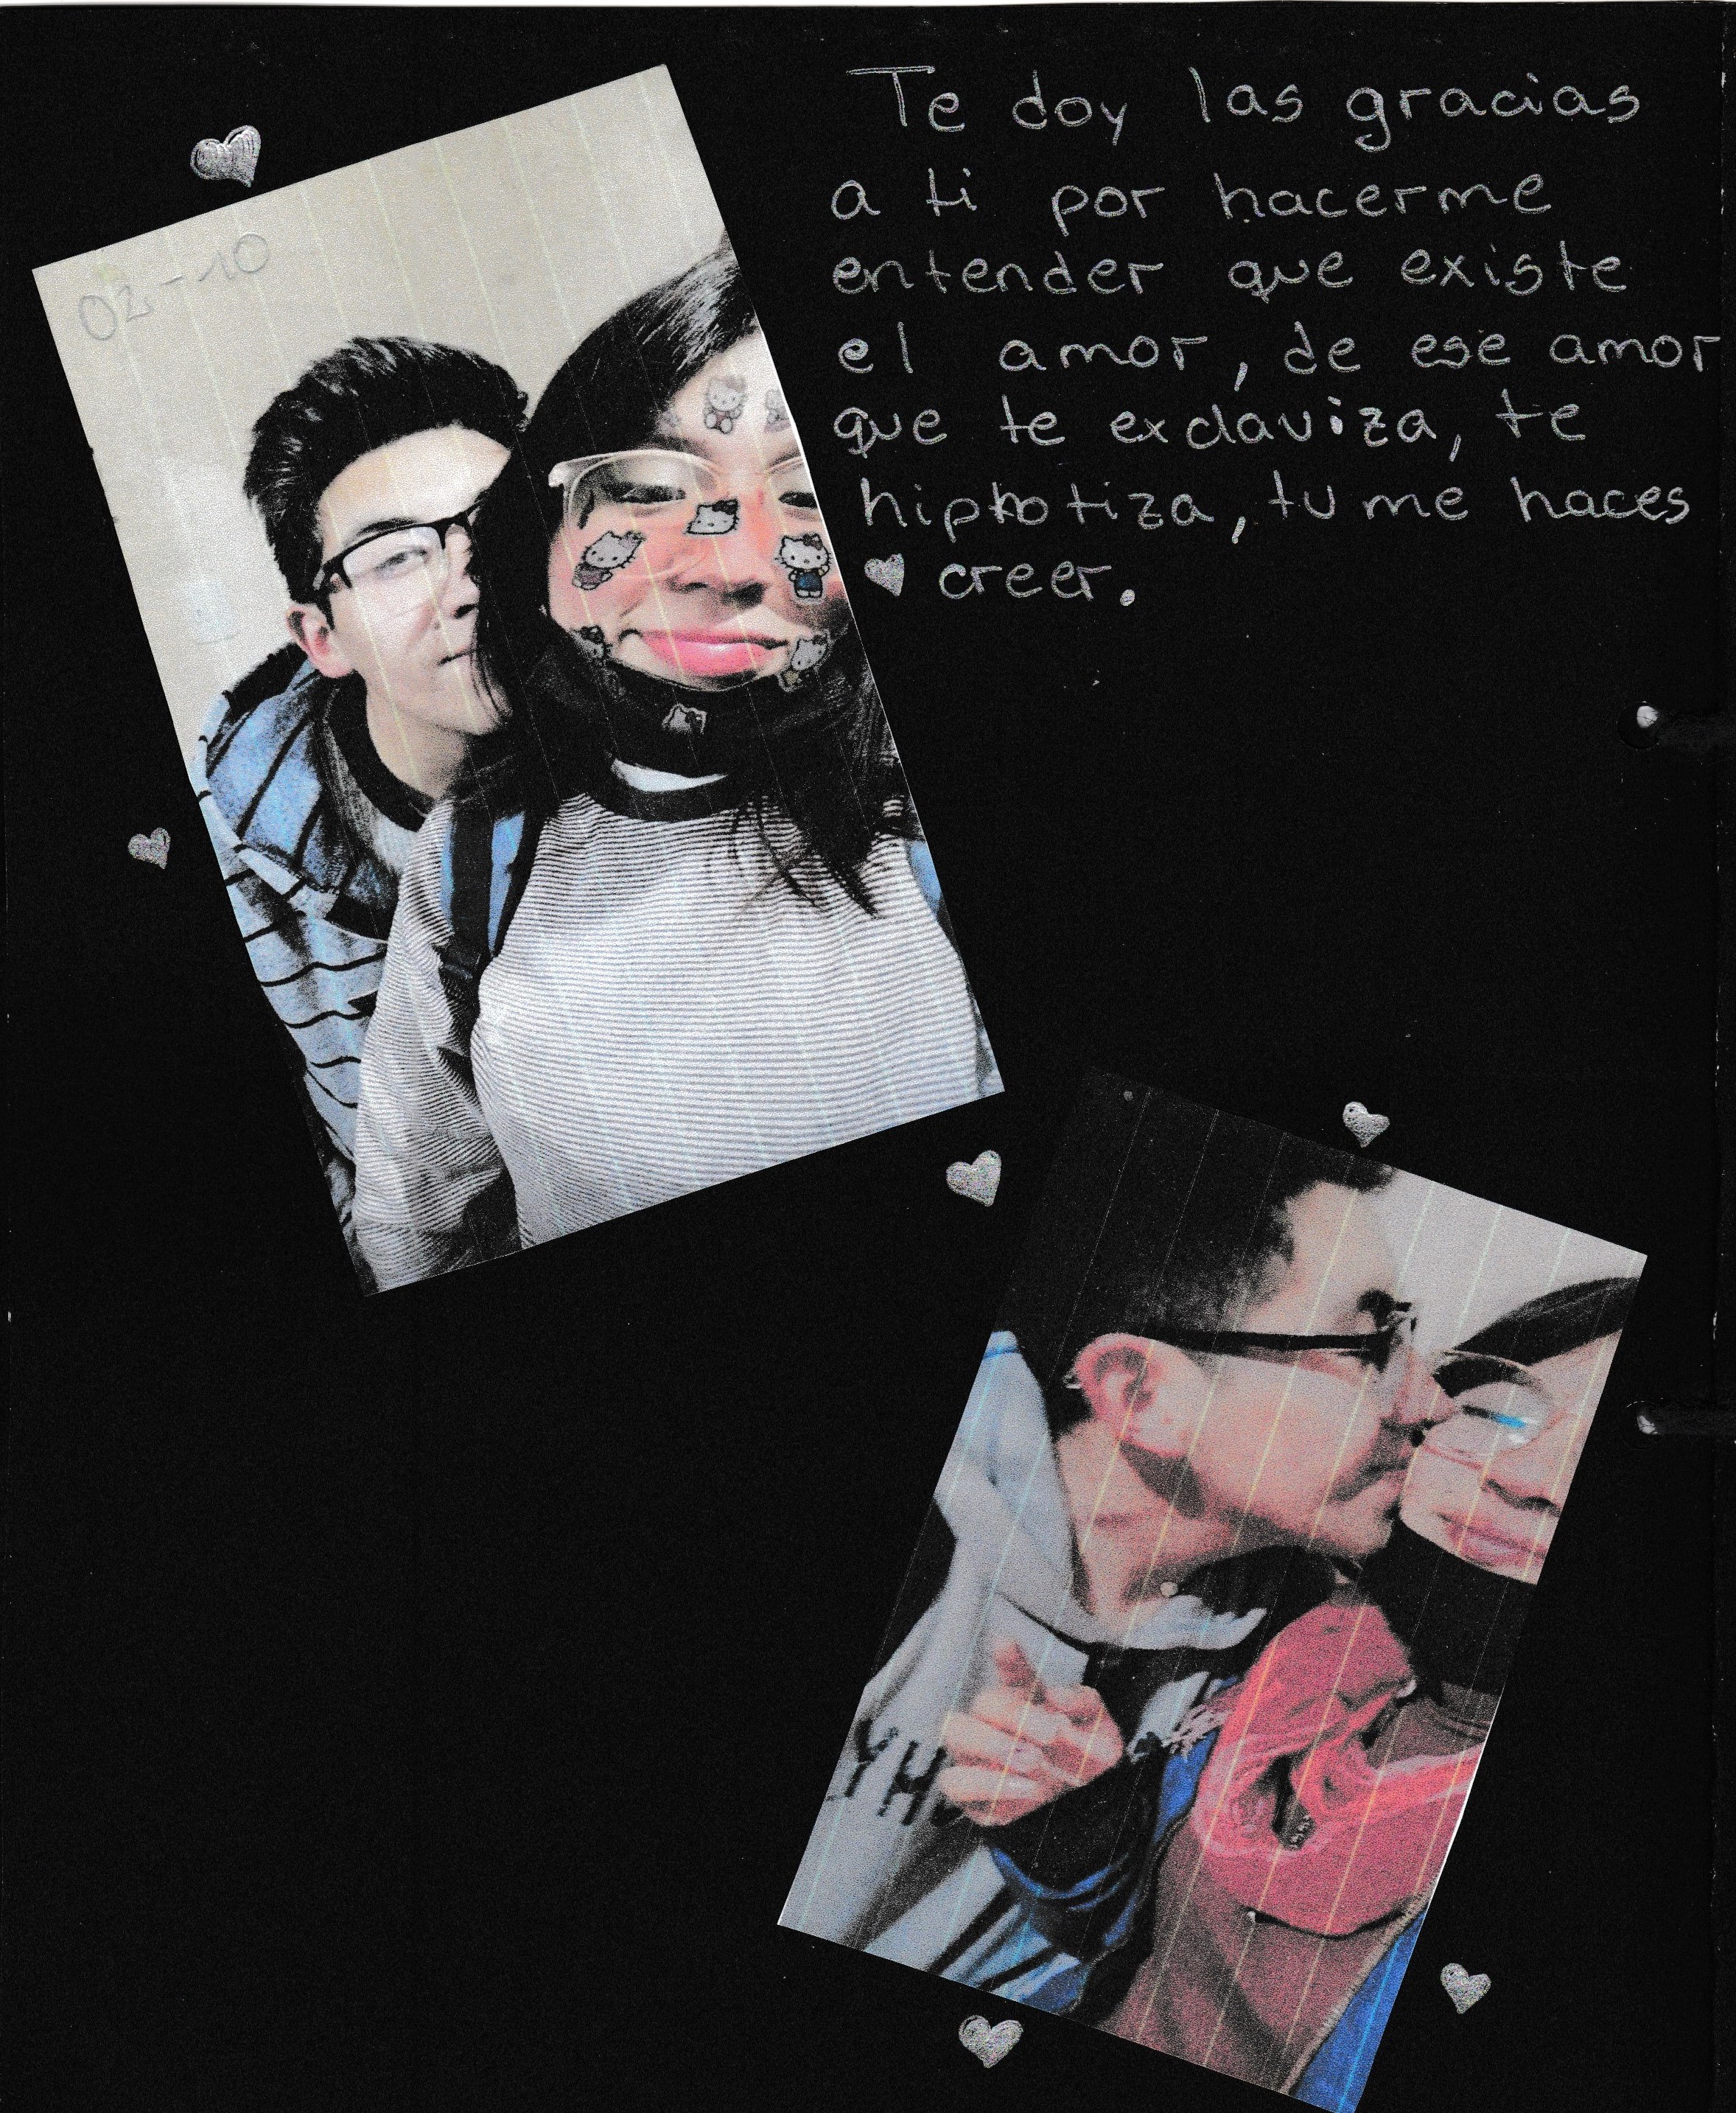 Te doy las gracias
a ti por hacerme
entender que existe
el amor, de ese amor
que te exclaviza, te
hipnotiza, tu me haces
creer.
02-10
YH